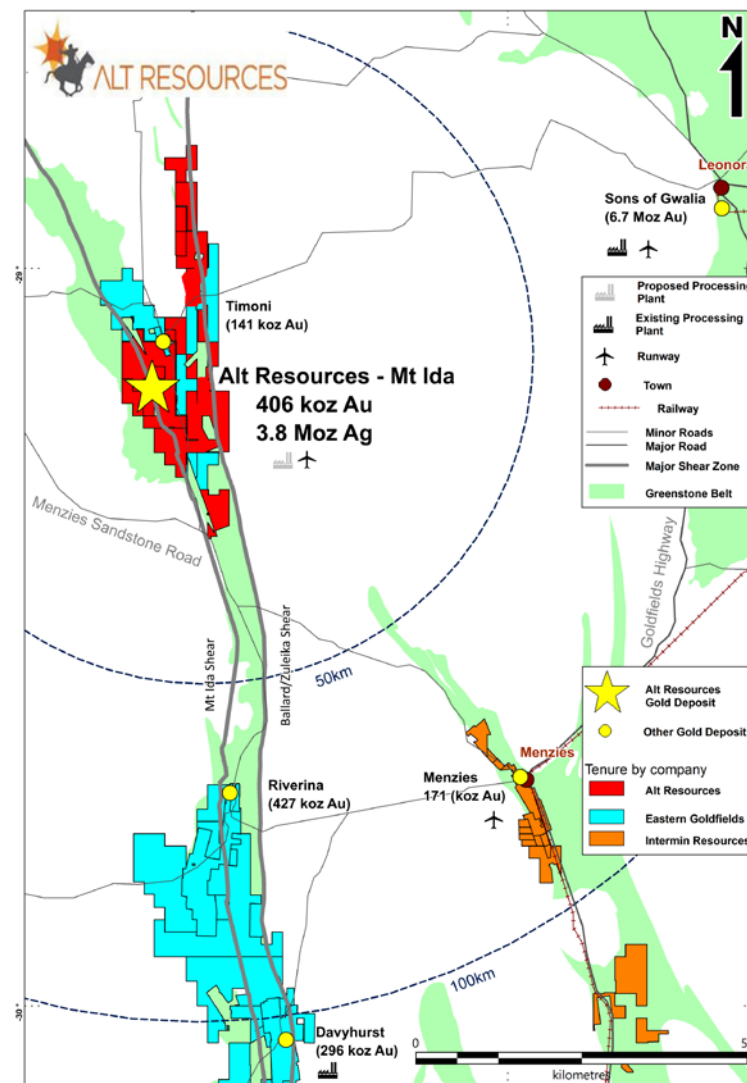 ALT RESOURCES
N
Leonora
Sons of Gwalia
(6.7 Moz Au)
-29°
Timoni
(141 koz Au)
Alt Resources - Mt Ida
406 koz Au
3.8 Moz Ag
Proposed Processing
Plant
Existing Processing
Plant
Runway
Town
Railway
Minor Roads
Major Road
Major Shear Zone
Greenstone Belt
Menzies Sandstone Road
Goldfields Highway
Mt Ida Shear
Ballard/Zuleika Shear
50km
Alt Resources
Gold Deposit
Other Gold Deposit
Tenure by company
Alt Resources
Eastern Goldfields
Intermin Resources
Menzies
Menzies
171 (koz Au)
Riverina
(427 koz Au)
100km
-30°
Davyhurst
(296 koz Au)
0
5
kilometres